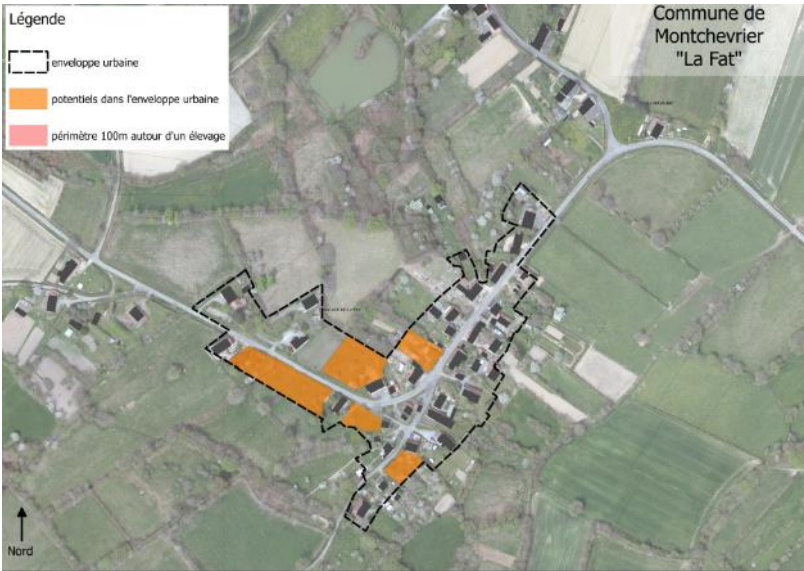 Légende
enveloppe urbaine
potentiels dans l'enveloppe urbaine
périmètre 100m autour d'un élevage
Commune de
Montchevrier
"La Fat"
Nord